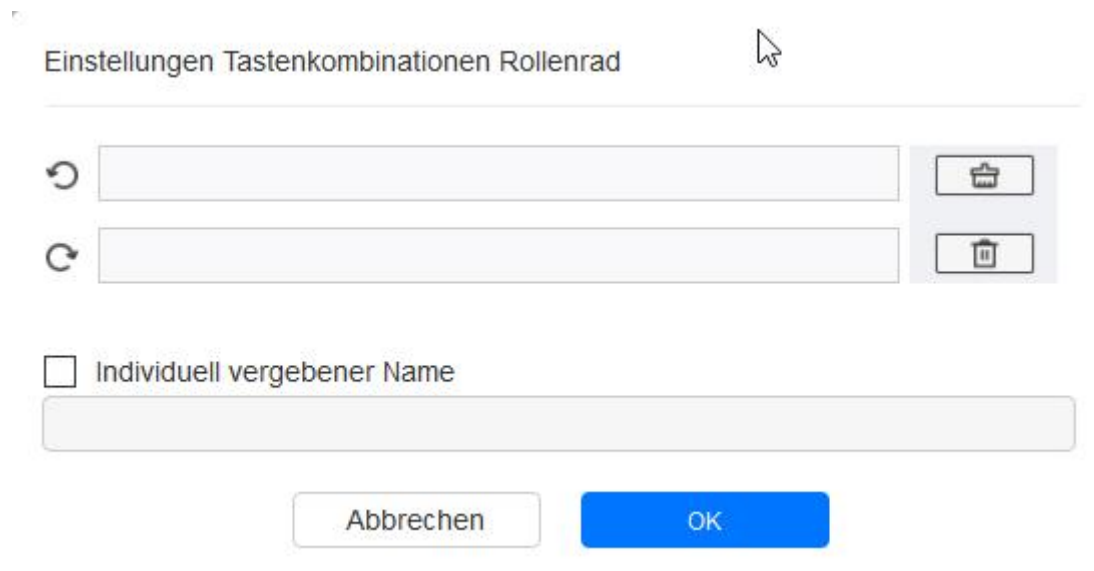 Einstellungen Tastenkombinationen Rollenrad
Individuell vergebener Name
Abbrechen
OK